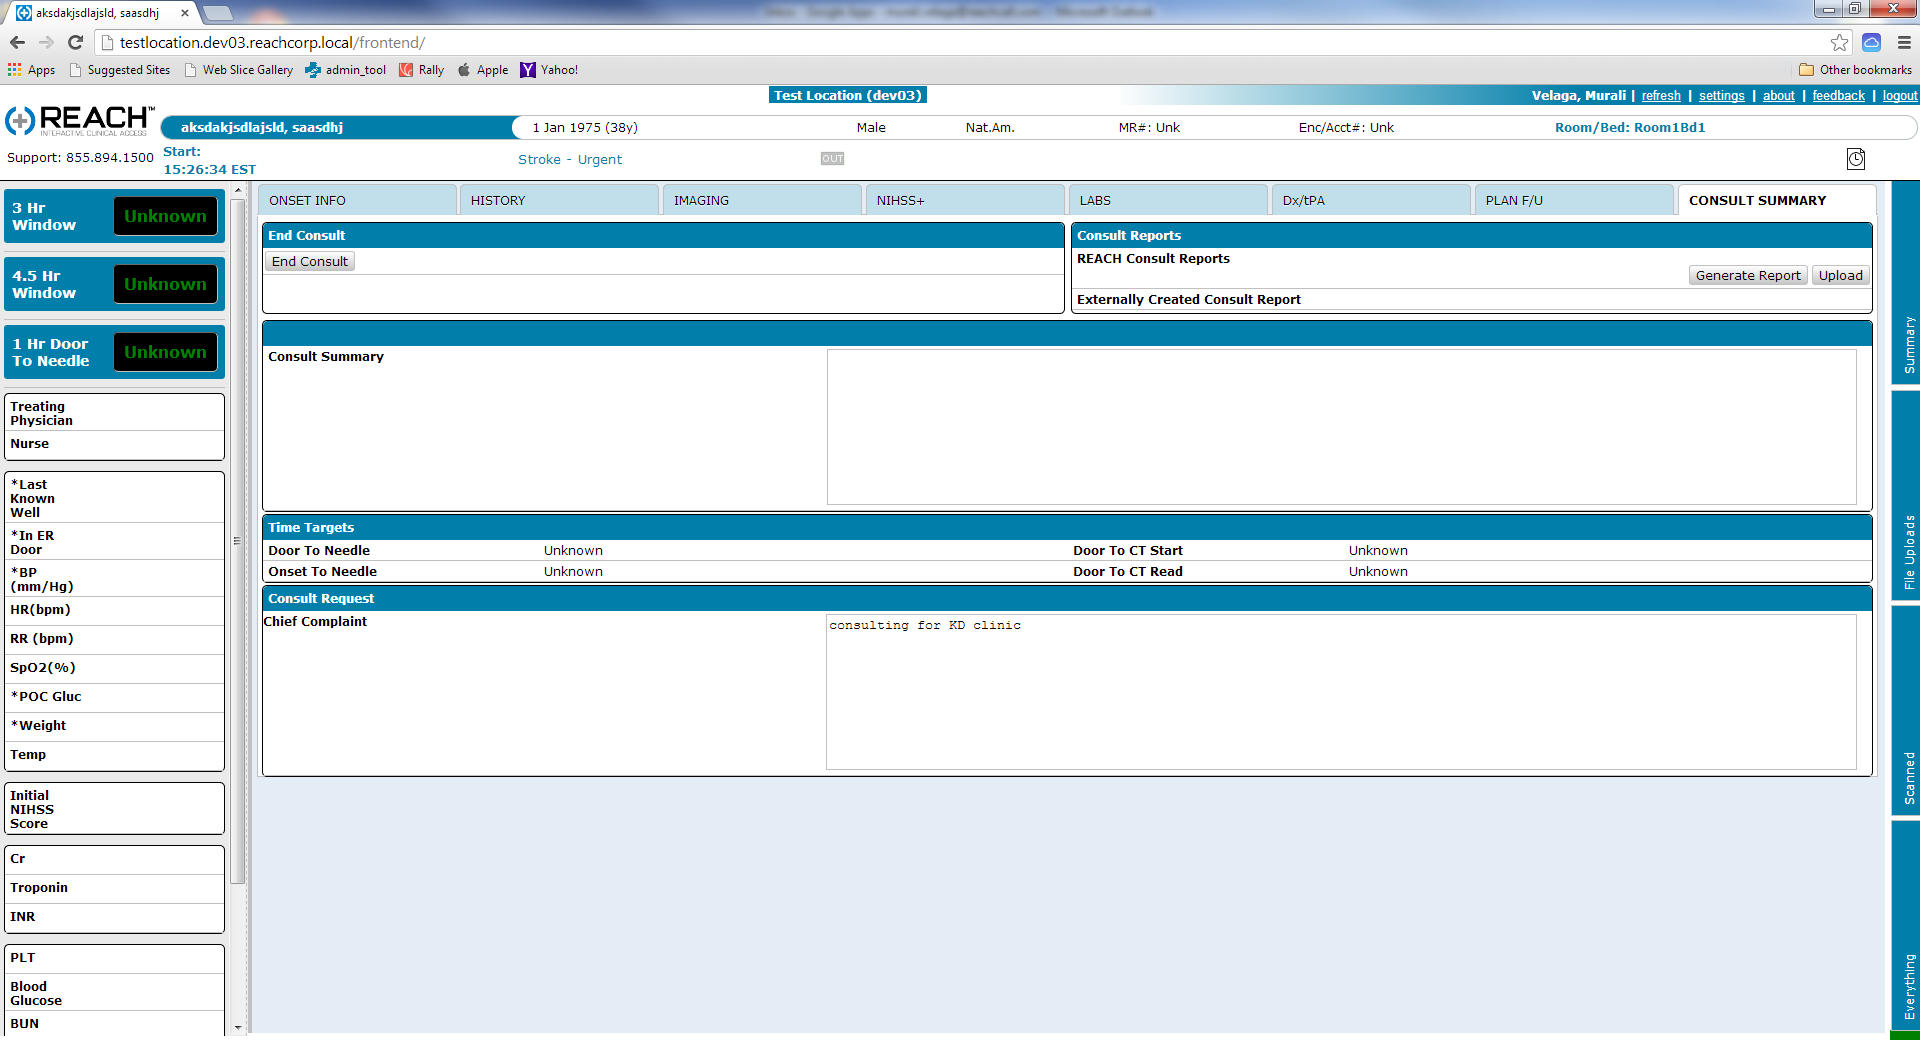 aksdakjsdlajsld, saasdhj
testlocation.dev03.reachcorp.local/frontend/
Apps Suggested Sites Web Slice Gallery admin_tool Rally Apple Yahoo! Other bookmarks
Test Location (dev03)
Velaga, Murali | refresh | settings | about | feedback | logout
REACH™
INTERACTIVE CLINICAL ACCESS
aksdakjsdlajsld, saasdhj 1 Jan 1975 (38y) Male Nat.Am. MR#: Unk Enc/Acct#: Unk Room/Bed: Room1Bd1
Support: 855.894.1500
Start:
15:26:34 EST
Stroke - Urgent
OUT
3 Hr
Window
Unknown
4.5 Hr
Window
Unknown
1 Hr Door
To Needle
Unknown
Treating
Physician
Nurse
*Last
Known
Well
*In ER
Door
*BP
(mm/Hg)
HR(bpm)
RR (bpm)
SpO2(%)
*POC Gluc
*Weight
Temp
Initial
NIHSS
Score
Cr
Troponin
INR
PLT
Blood
Glucose
BUN
ONSET INFO HISTORY IMAGING NIHSS+ LABS Dx/tPA PLAN F/U CONSULT SUMMARY
End Consult
End Consult
Consult Reports
REACH Consult Reports
Generate Report Upload
Externally Created Consult Report
Consult Summary
Time Targets
Door To Needle Unknown Door To CT Start Unknown
Onset To Needle Unknown Door To CT Read Unknown
Consult Request
Chief Complaint
consulting for KD clinic
Summary
File Uploads
Scanned
Everything